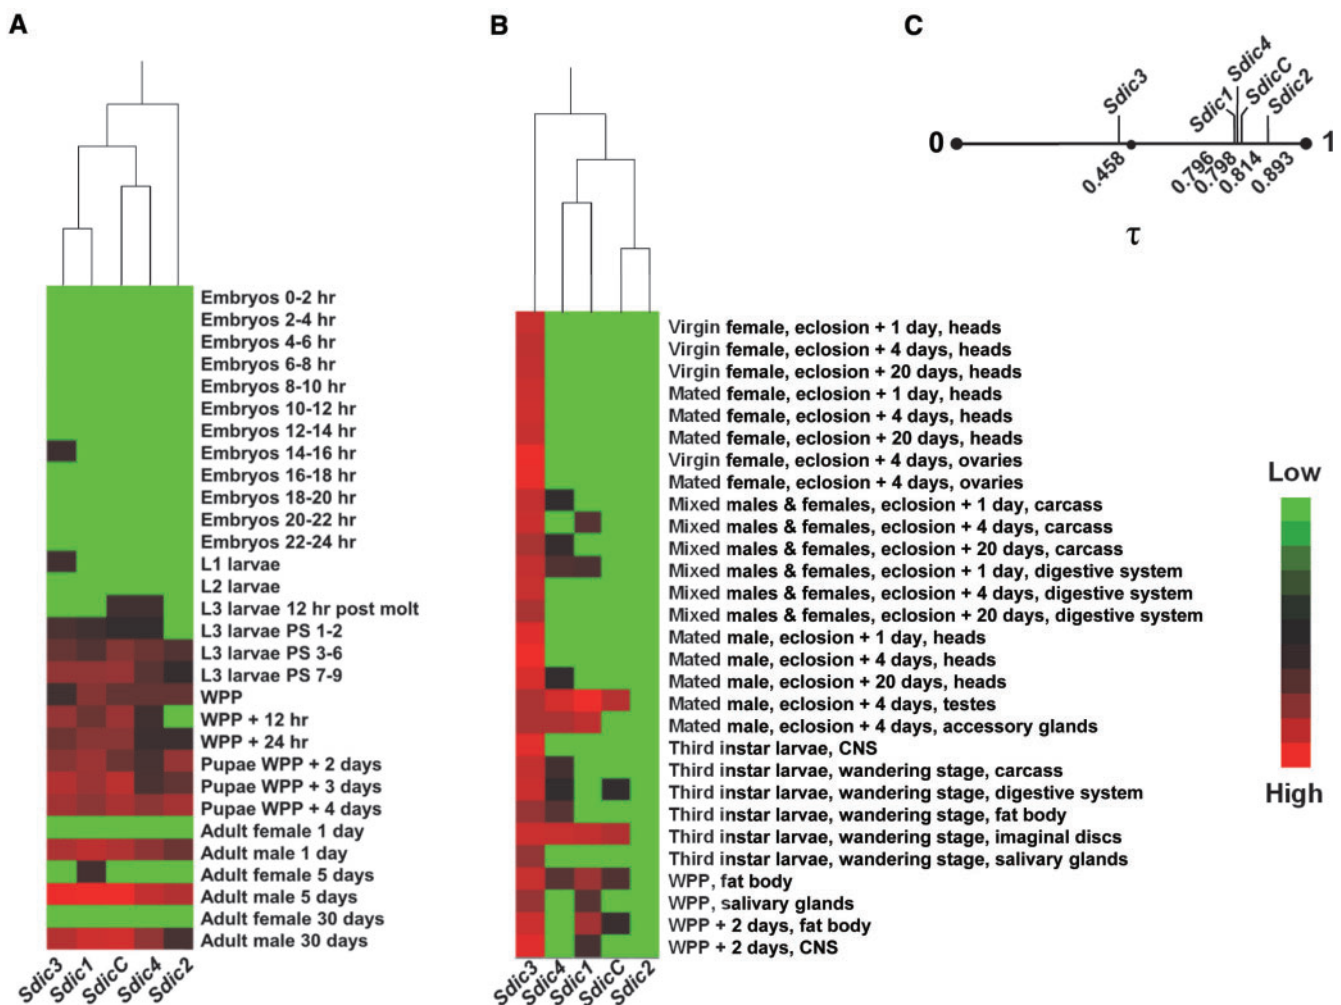 A
Embryos 0-2 hr
Embryos 2-4 hr
Embryos 4-6 hr
Embryos 6-8 hr
Embryos 8-10 hr
Embryos 10-12 hr
Embryos 12-14 hr
Embryos 14-16 hr
Embryos 16-18 hr
Embryos 18-20 hr
Embryos 20-22 hr
Embryos 22-24 hr
L1 larvae
L2 larvae
L3 larvae 12 hr post molt
L3 larvae PS 1-2
L3 larvae PS 3-6
L3 larvae PS 7-9
WPP
WPP + 12 hr
WPP + 24 hr
Pupae WPP + 2 days
Pupae WPP + 3 days
Pupae WPP + 4 days
Adult female 1 day
Adult male 1 day
Adult female 5 days
Adult male 5 days
Adult female 30 days
Adult male 30 days
Sdic3 Sdic1 SdicC Sdic4 Sdic2
B
Virgin female, eclosion + 1 day, heads
Virgin female, eclosion + 4 days, heads
Virgin female, eclosion + 20 days, heads
Mated female, eclosion + 1 day, heads
Mated female, eclosion + 4 days, heads
Mated female, eclosion + 20 days, heads
Virgin female, eclosion + 4 days, ovaries
Mated female, eclosion + 4 days, ovaries
Mixed males & females, eclosion + 1 day, carcass
Mixed males & females, eclosion + 4 days, carcass
Mixed males & females, eclosion + 20 days, carcass
Mixed males & females, eclosion + 1 day, digestive system
Mixed males & females, eclosion + 4 days, digestive system
Mixed males & females, eclosion + 20 days, digestive system
Mated male, eclosion + 1 day, heads
Mated male, eclosion + 4 days, heads
Mated male, eclosion + 20 days, heads
Mated male, eclosion + 4 days, testes
Mated male, eclosion + 4 days, accessory glands
Third instar larvae, CNS
Third instar larvae, wandering stage, carcass
Third instar larvae, wandering stage, digestive system
Third instar larvae, wandering stage, fat body
Third instar larvae, wandering stage, imaginal discs
Third instar larvae, wandering stage, salivary glands
WPP, fat body
WPP, salivary glands
WPP + 2 days, fat body
WPP + 2 days, CNS
Sdic3 Sdic4 Sdic1 SdicC Sdic2
C
Sdic3 Sdic1 Sdic4 SdicC Sdic2
0 1
0.458 0.796 0.798 0.814 0.893
τ
Low
High